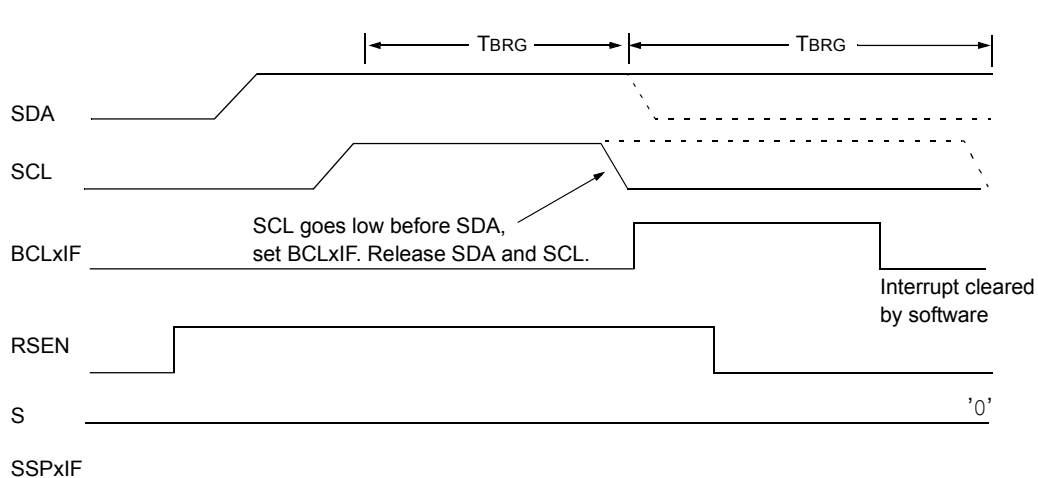 TBRG TBRG
SDA
SCL
SCL goes low before SDA,
set BCLxIF. Release SDA and SCL.
BCLxIF
Interrupt cleared
by software
RSEN
S
'0'
SSPxIF